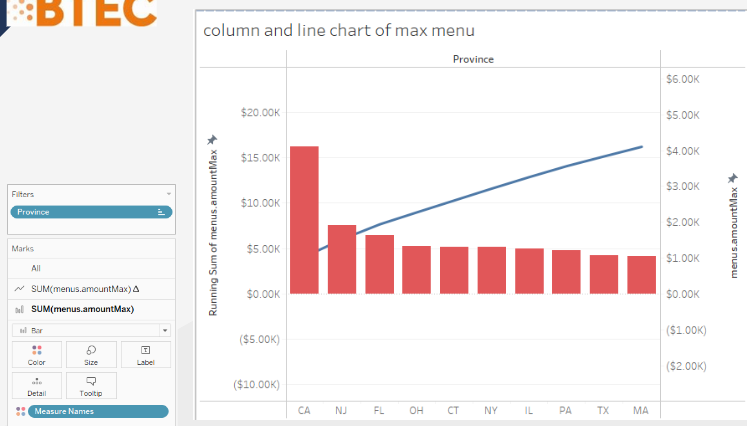 BTEC
column and line chart of max menu
Province
$6.00K
$20.00K
$5.00K
$15.00K
$4.00K
$10.00K
$3.00K
$5.00K
$2.00K
$0.00K
$1.00K
($5.00K)
$0.00K
($10.00K)
($1.00K)
($2.00K)
Running Sum of menus.amountMax
menus.amountMax
CA NJ FL OH CT NY IL PA TX MA
Filters
Province
Marks
All
SUM(menus.amountMax) Δ
SUM(menus.amountMax)
Bar
Color Size Label
Detail Tooltip
Measure Names